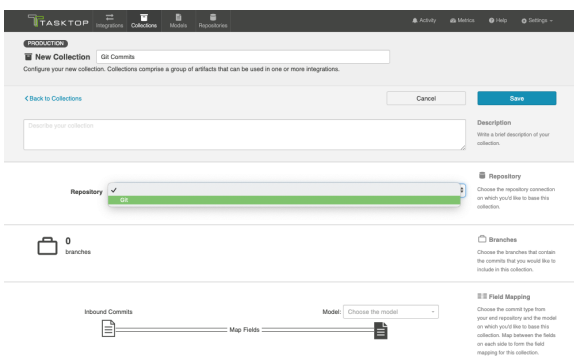 TASKTOP
Integrations
Collections
Models
Repositories
Activity
Metrics
Help
Settings
PRODUCTION
New Collection
Git Commits
Configure your new collection. Collections comprise a group of artifacts that can be used in one or more integrations.
Back to Collections
Cancel
Save
Describe your collection
Description
Write a brief description of your
collection.
Repository
Git
Repository
Choose the repository connection
on which you'd like to base this
collection.
0
branches
Branches
Choose the branches that contain
the commits that you would like to
include in this collection.
Inbound Commits
Model:
Choose the model
Map Fields
Field Mapping
Choose the commit type from
your end repository and the model
on which you'd like to base this
collection. Map between the fields
on each side to form the field
mapping for this collection.